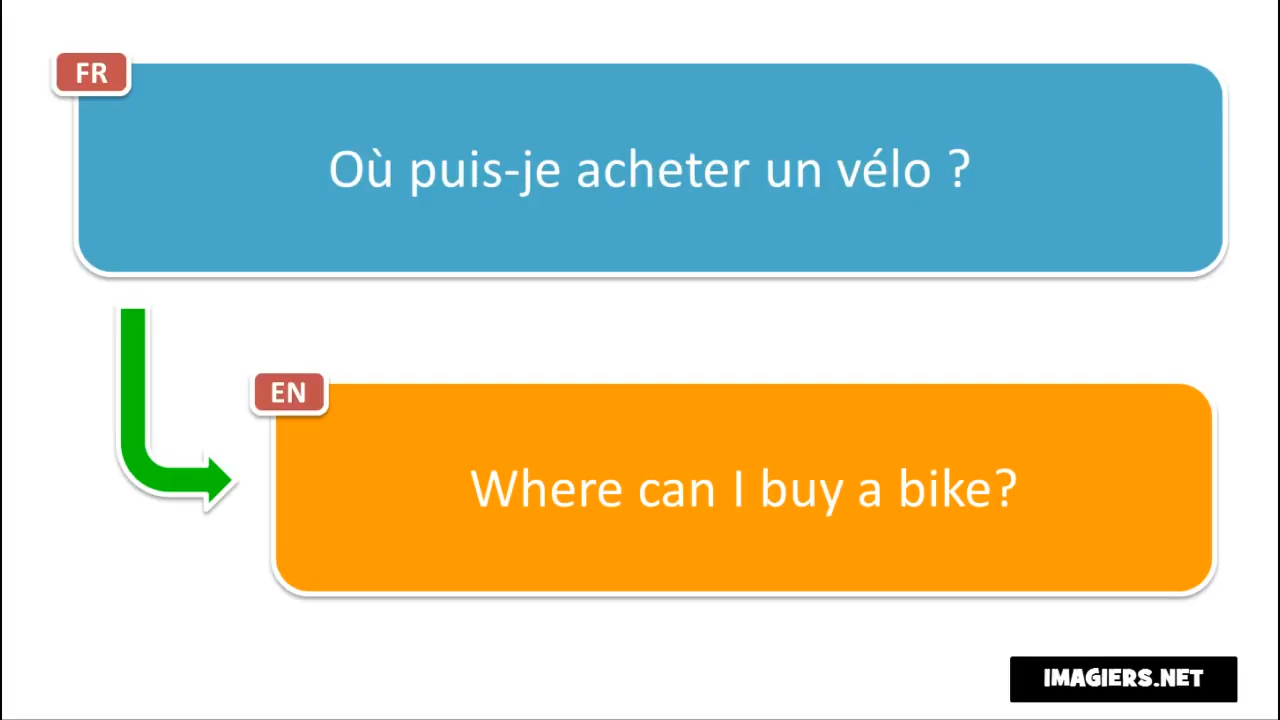 FR
Où puis-je acheter un vélo ?
EN
Where can I buy a bike?
IMAGIERS.NET